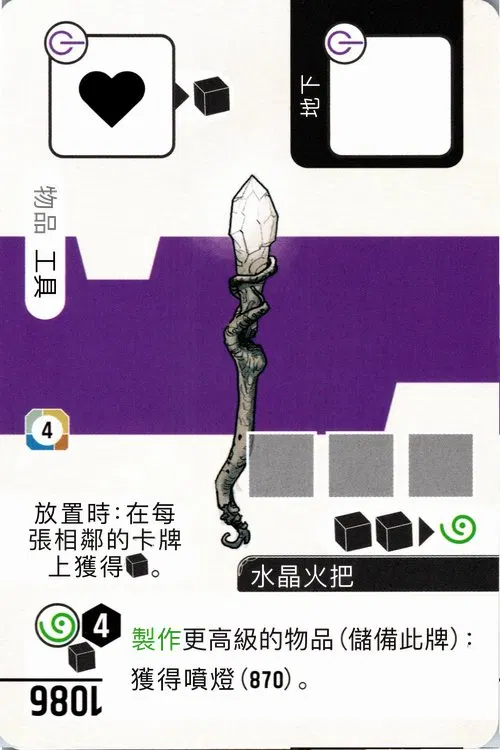 地下
物品 工具
4
放置時:在每
張相鄰的卡牌
上獲得。
水晶火把
4
製作更高級的物品(儲備此牌):
獲得噴燈(870)。
1086